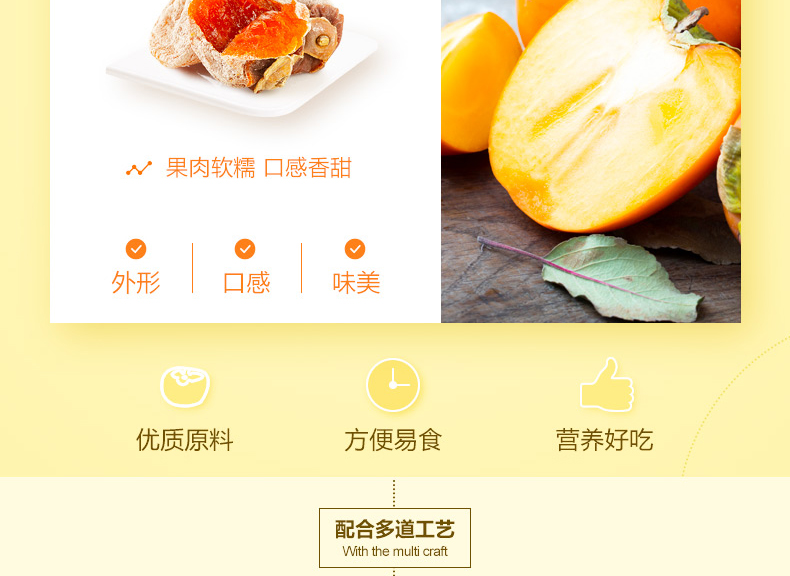 果肉软糯 口感香甜
外形 口感 味美
优质原料 方便易食 营养好吃
配合多道工艺
With the multi craft